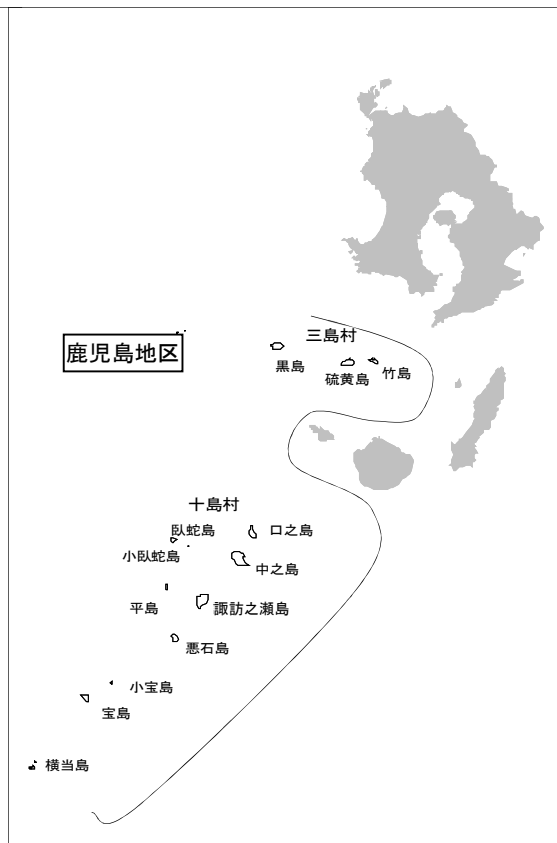 三島村
鹿児島地区
黒島
硫黄島
竹島
十島村
臥蛇島
口之島
小臥蛇島
中之島
平島
諏訪之瀬島
悪石島
小宝島
宝島
横当島